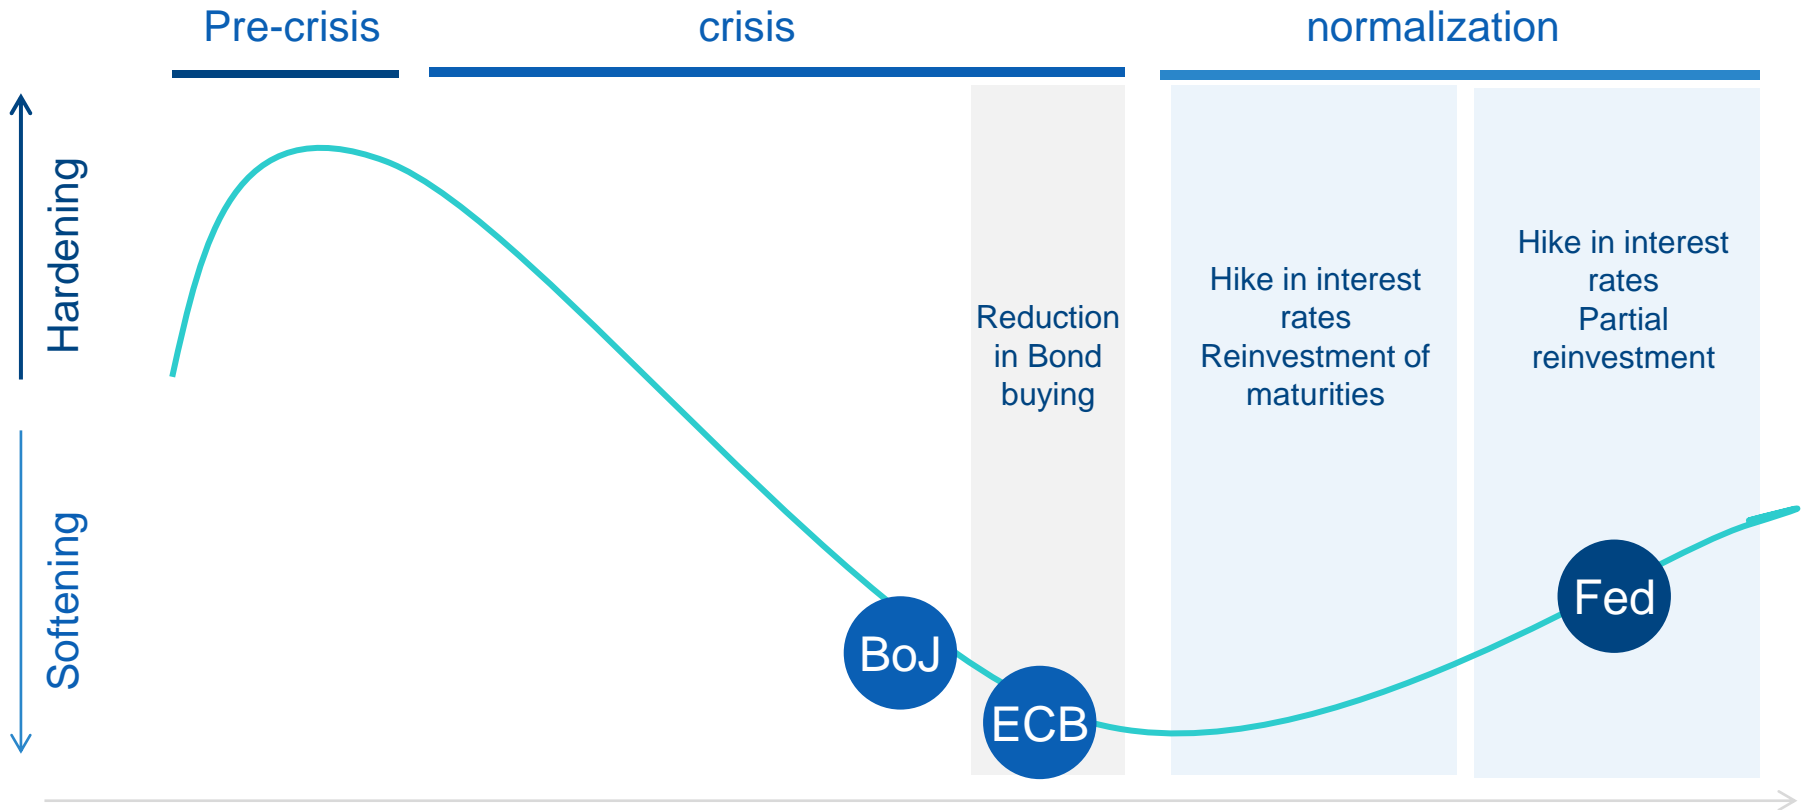 Pre-crisis
crisis
normalization
Hardening
Softening
Reduction
in Bond
buying
Hike in interest
rates
Reinvestment of
maturities
Hike in interest
rates
Partial
reinvestment
BoJ
ECB
Fed